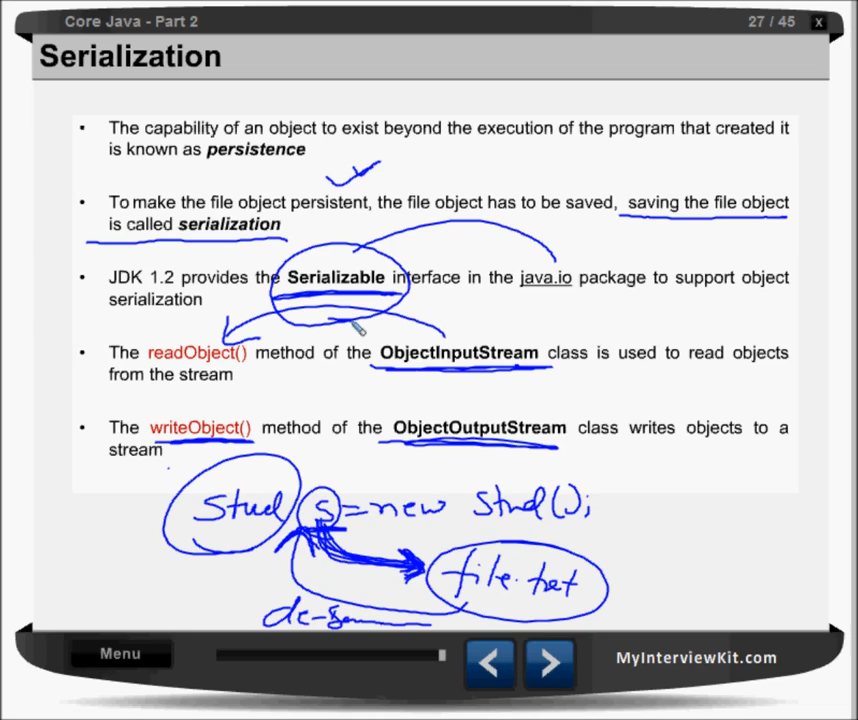 Core Java - Part 2
27 / 45
X
Serialization
• The capability of an object to exist beyond the execution of the program that created it
is known as persistence
• To make the file object persistent, the file object has to be saved, saving the file object
is called serialization
• JDK 1.2 provides the Serializable interface in the java.io package to support object
serialization
• The readObject() method of the ObjectInputStream class is used to read objects
from the stream
• The writeObject() method of the ObjectOutputStream class writes objects to a
stream
Stud s = new Stud();
file.txt
de-
Menu
MyInterviewKit.com